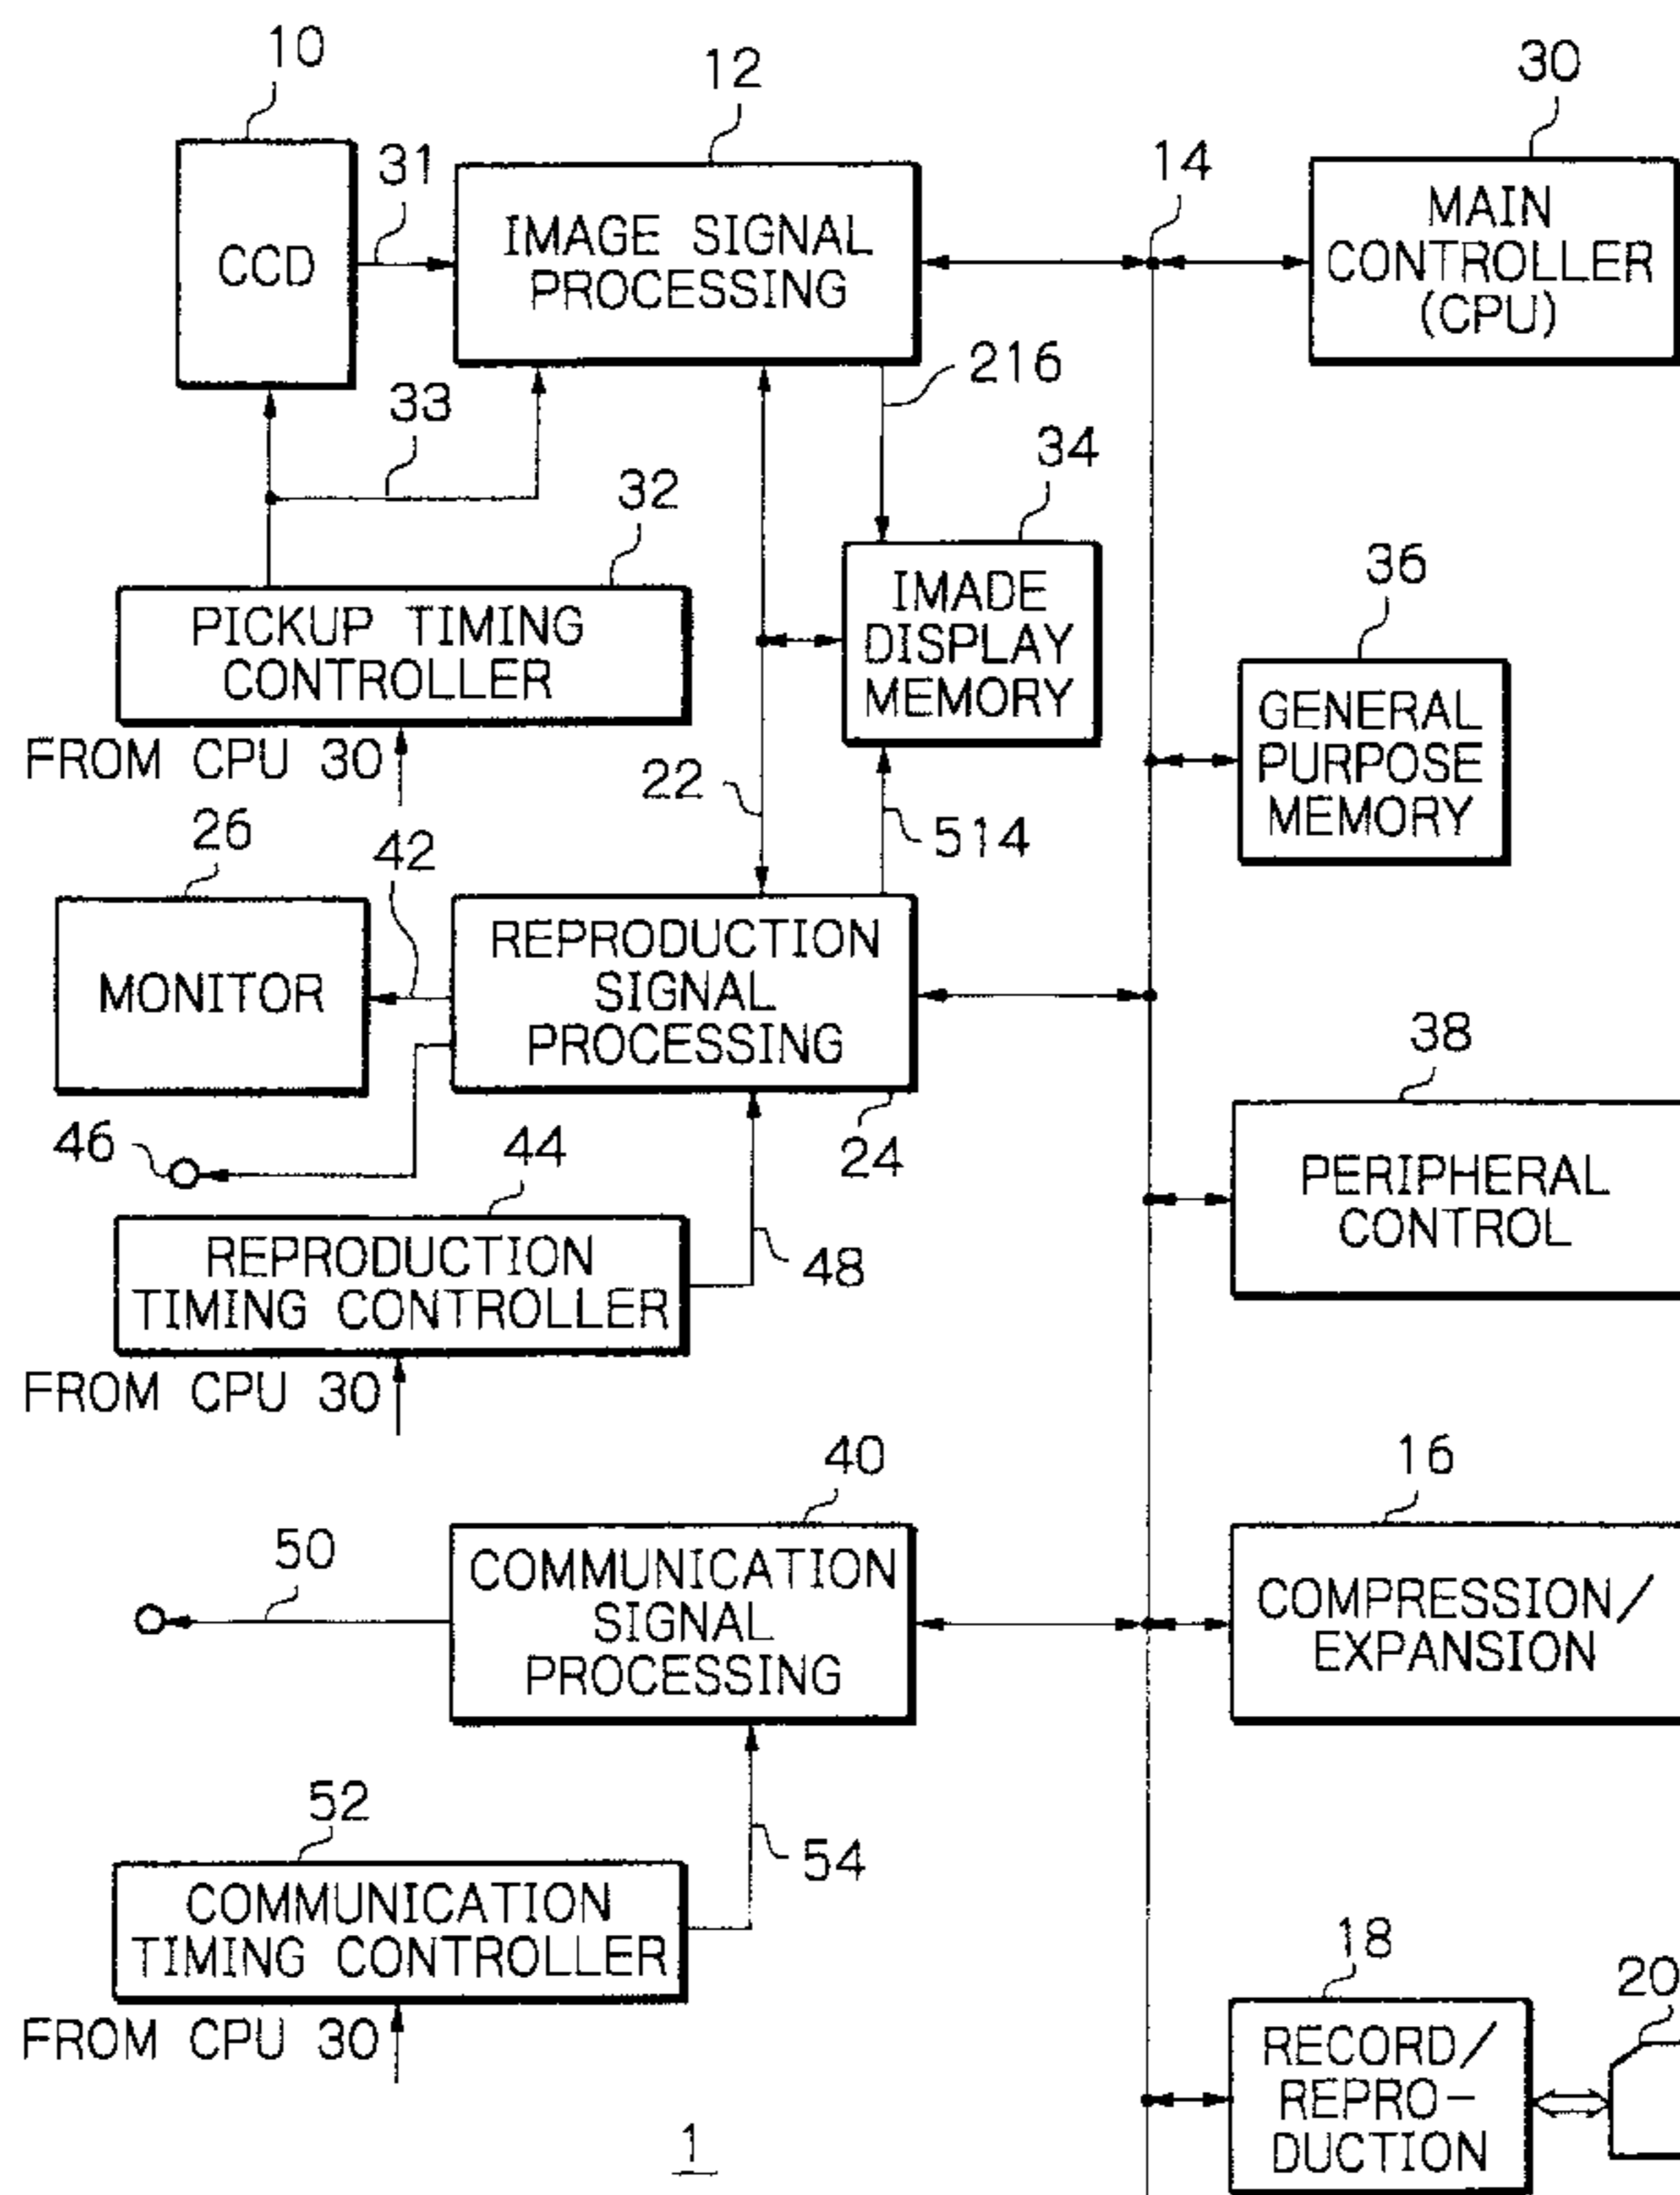 10
12
30
31
14
CCD
IMAGE SIGNAL
PROCESSING
MAIN
CONTROLLER
(CPU)
216
33
34
32
36
PICKUP TIMING
CONTROLLER
IMADE
DISPLAY
MEMORY
GENERAL
PURPOSE
MEMORY
FROM CPU 30
22
514
26
42
MONITOR
REPRODUCTION
SIGNAL
PROCESSING
38
46
44
24
PERIPHERAL
CONTROL
REPRODUCTION
TIMING CONTROLLER
48
FROM CPU 30
40
16
50
COMMUNICATION
SIGNAL
PROCESSING
COMPRESSION/
EXPANSION
52
54
COMMUNICATION
TIMING CONTROLLER
18
20
FROM CPU 30
RECORD/
REPRO-
DUCTION
1